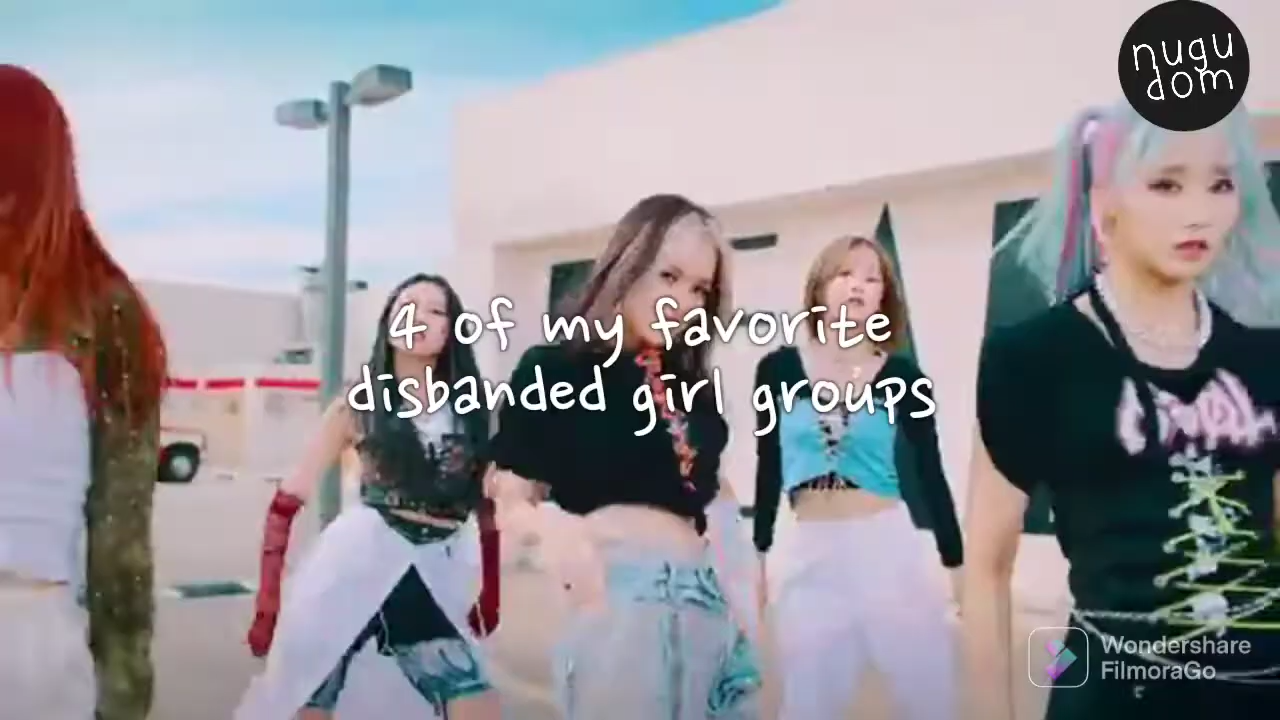 nugu
dom
4 of my favorite
disbanded girl groups
Wondershare
FilmoraGo